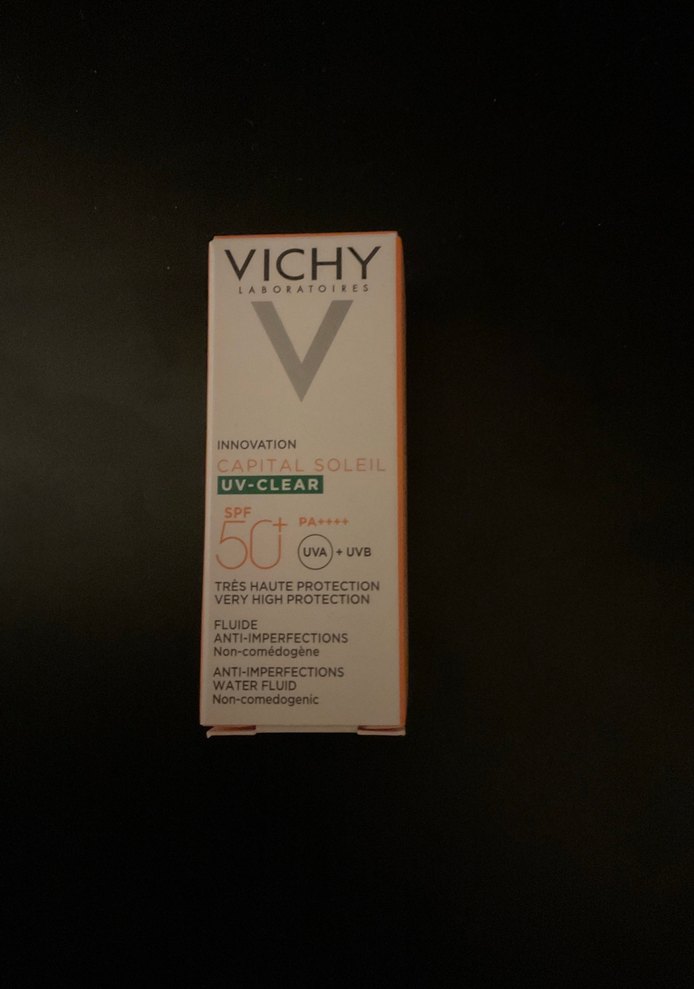 VICHY
LABORATOIRES
V
INNOVATION
CAPITAL SOLEIL
UV-CLEAR
SPF
50+ PA++++
UVA + UVB
TRÈS HAUTE PROTECTION
VERY HIGH PROTECTION
FLUIDE
ANTI-IMPERFECTIONS
Non-comédogène
ANTI-IMPERFECTIONS
WATER FLUID
Non-comedogenic